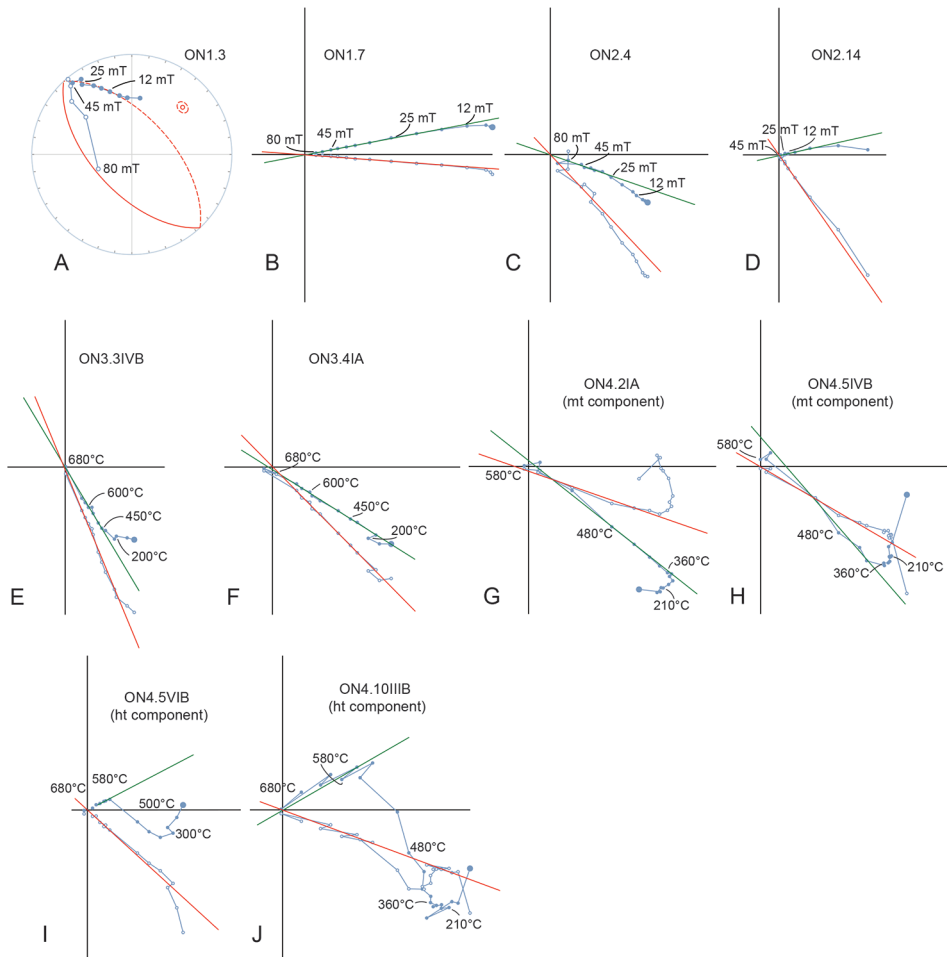 ON1.3
25 mT
12 mT
45 mT
80 mT
A
ON1.7
12 mT
25 mT
45 mT
80 mT
B
ON2.4
80 mT
45 mT
25 mT
12 mT
C
ON2.14
25 mT
12 mT
45 mT
D
ON3.3IVB
680°C
600°C
450°C
200°C
E
ON3.4IA
680°C
600°C
450°C
200°C
F
ON4.2IA
(mt component)
580°C
480°C
360°C
210°C
G
ON4.5IVB
(mt component)
580°C
480°C
360°C
210°C
H
ON4.5VIB
(ht component)
680°C
580°C
500°C
300°C
I
ON4.10IIIB
(ht component)
580°C
680°C
480°C
360°C
210°C
J